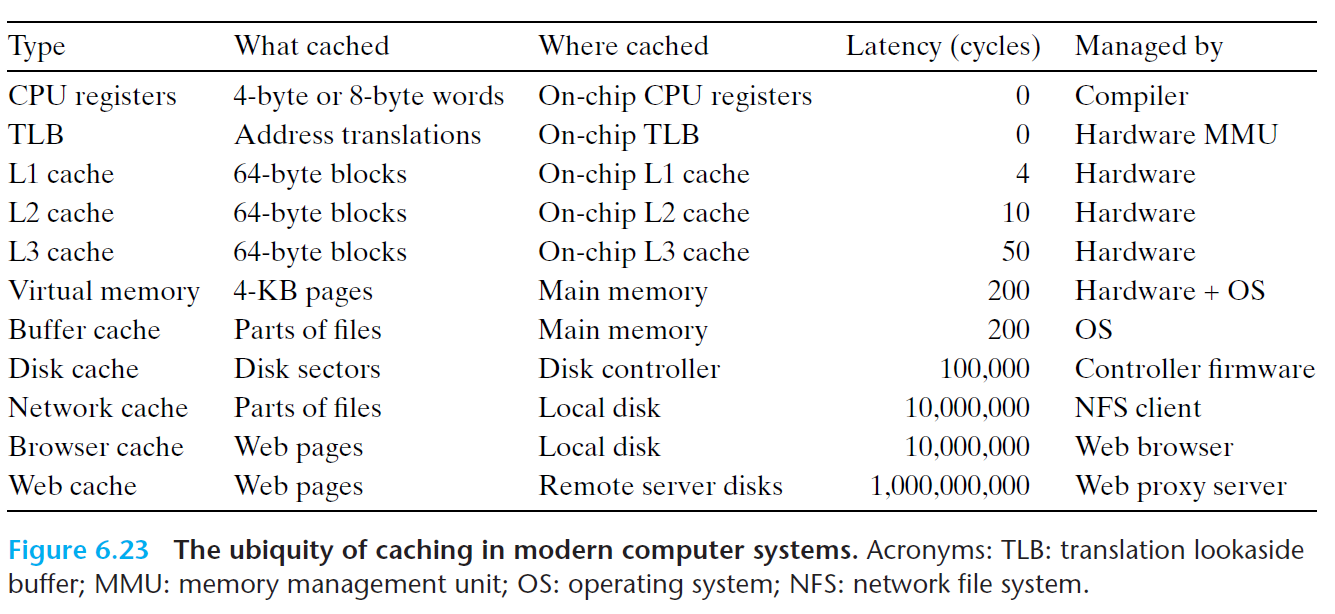 Type What cached Where cached Latency (cycles) Managed by
CPU registers 4-byte or 8-byte words On-chip CPU registers 0 Compiler
TLB Address translations On-chip TLB 0 Hardware MMU
L1 cache 64-byte blocks On-chip L1 cache 4 Hardware
L2 cache 64-byte blocks On-chip L2 cache 10 Hardware
L3 cache 64-byte blocks On-chip L3 cache 50 Hardware
Virtual memory 4-KB pages Main memory 200 Hardware + OS
Buffer cache Parts of files Main memory 200 OS
Disk cache Disk sectors Disk controller 100,000 Controller firmware
Network cache Parts of files Local disk 10,000,000 NFS client
Browser cache Web pages Local disk 10,000,000 Web browser
Web cache Web pages Remote server disks 1,000,000,000 Web proxy server
Figure 6.23 The ubiquity of caching in modern computer systems. Acronyms: TLB: translation lookaside
buffer; MMU: memory management unit; OS: operating system; NFS: network file system.